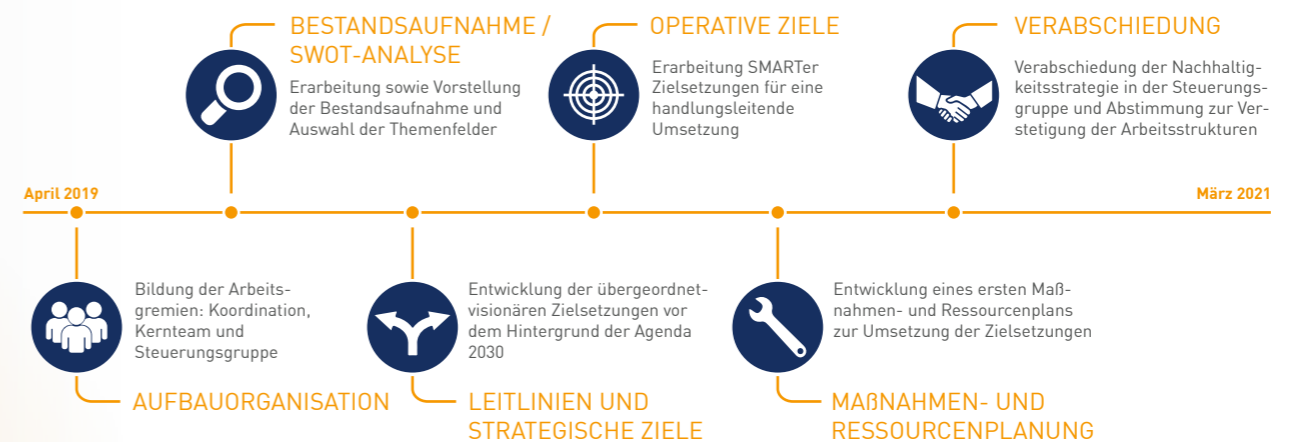 BESTANDSAUFNAHME /
SWOT-ANALYSE
Erarbeitung sowie Vorstellung
der Bestandsaufnahme und
Auswahl der Themenfelder
OPERATIVE ZIELE
Erarbeitung SMARTer
Zielsetzungen für eine
handlungsleitende
Umsetzung
VERABSCHIEDUNG
Verabschiedung der Nachhaltig-
keitsstrategie in der Steuerungs-
gruppe und Abstimmung zur Ver-
stetigung der Arbeitsstrukturen
April 2019
März 2021
Bildung der Arbeits-
gremien: Koordination,
Kernteam und
Steuerungsgruppe
AUFBAUORGANISATION
Entwicklung der übergeordnet-
visionären Zielsetzungen vor
dem Hintergrund der Agenda
2030
LEITLINIEN UND
STRATEGISCHE ZIELE
Entwicklung eines ersten Maß-
nahmen- und Ressourcenplans
zur Umsetzung der Zielsetzungen
MAßNAHMEN- UND
RESSOURCENPLANUNG